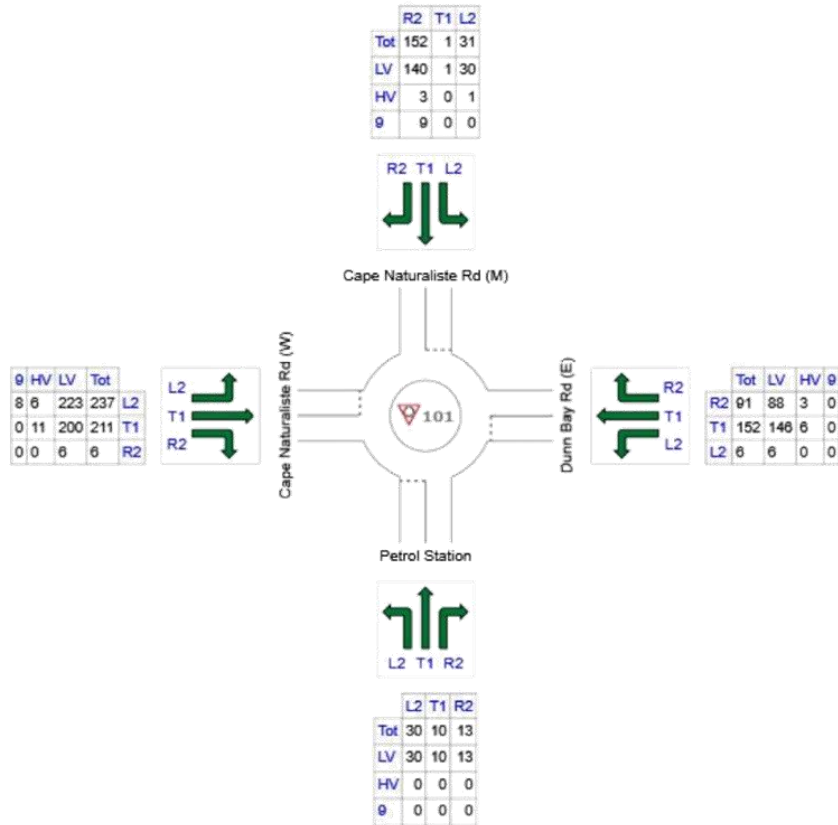 R2 T1 L2
Tot 152 1 31
LV 140 1 30
HV 3 0 1
9 9 0 0
R2 T1 L2
Cape Naturaliste Rd (M)
9 HV LV Tot
8 6 223 237 L2
0 11 200 211 T1
0 0 6 6 R2
L2
T1
R2
Cape Naturaliste Rd (W)
101
Dunn Bay Rd (E)
R2
T1
L2
Tot LV HV 9
R2 91 88 3 0
T1 152 146 6 0
L2 6 6 0 0
Petrol Station
L2 T1 R2
L2 T1 R2
Tot 30 10 13
LV 30 10 13
HV 0 0 0
9 0 0 0